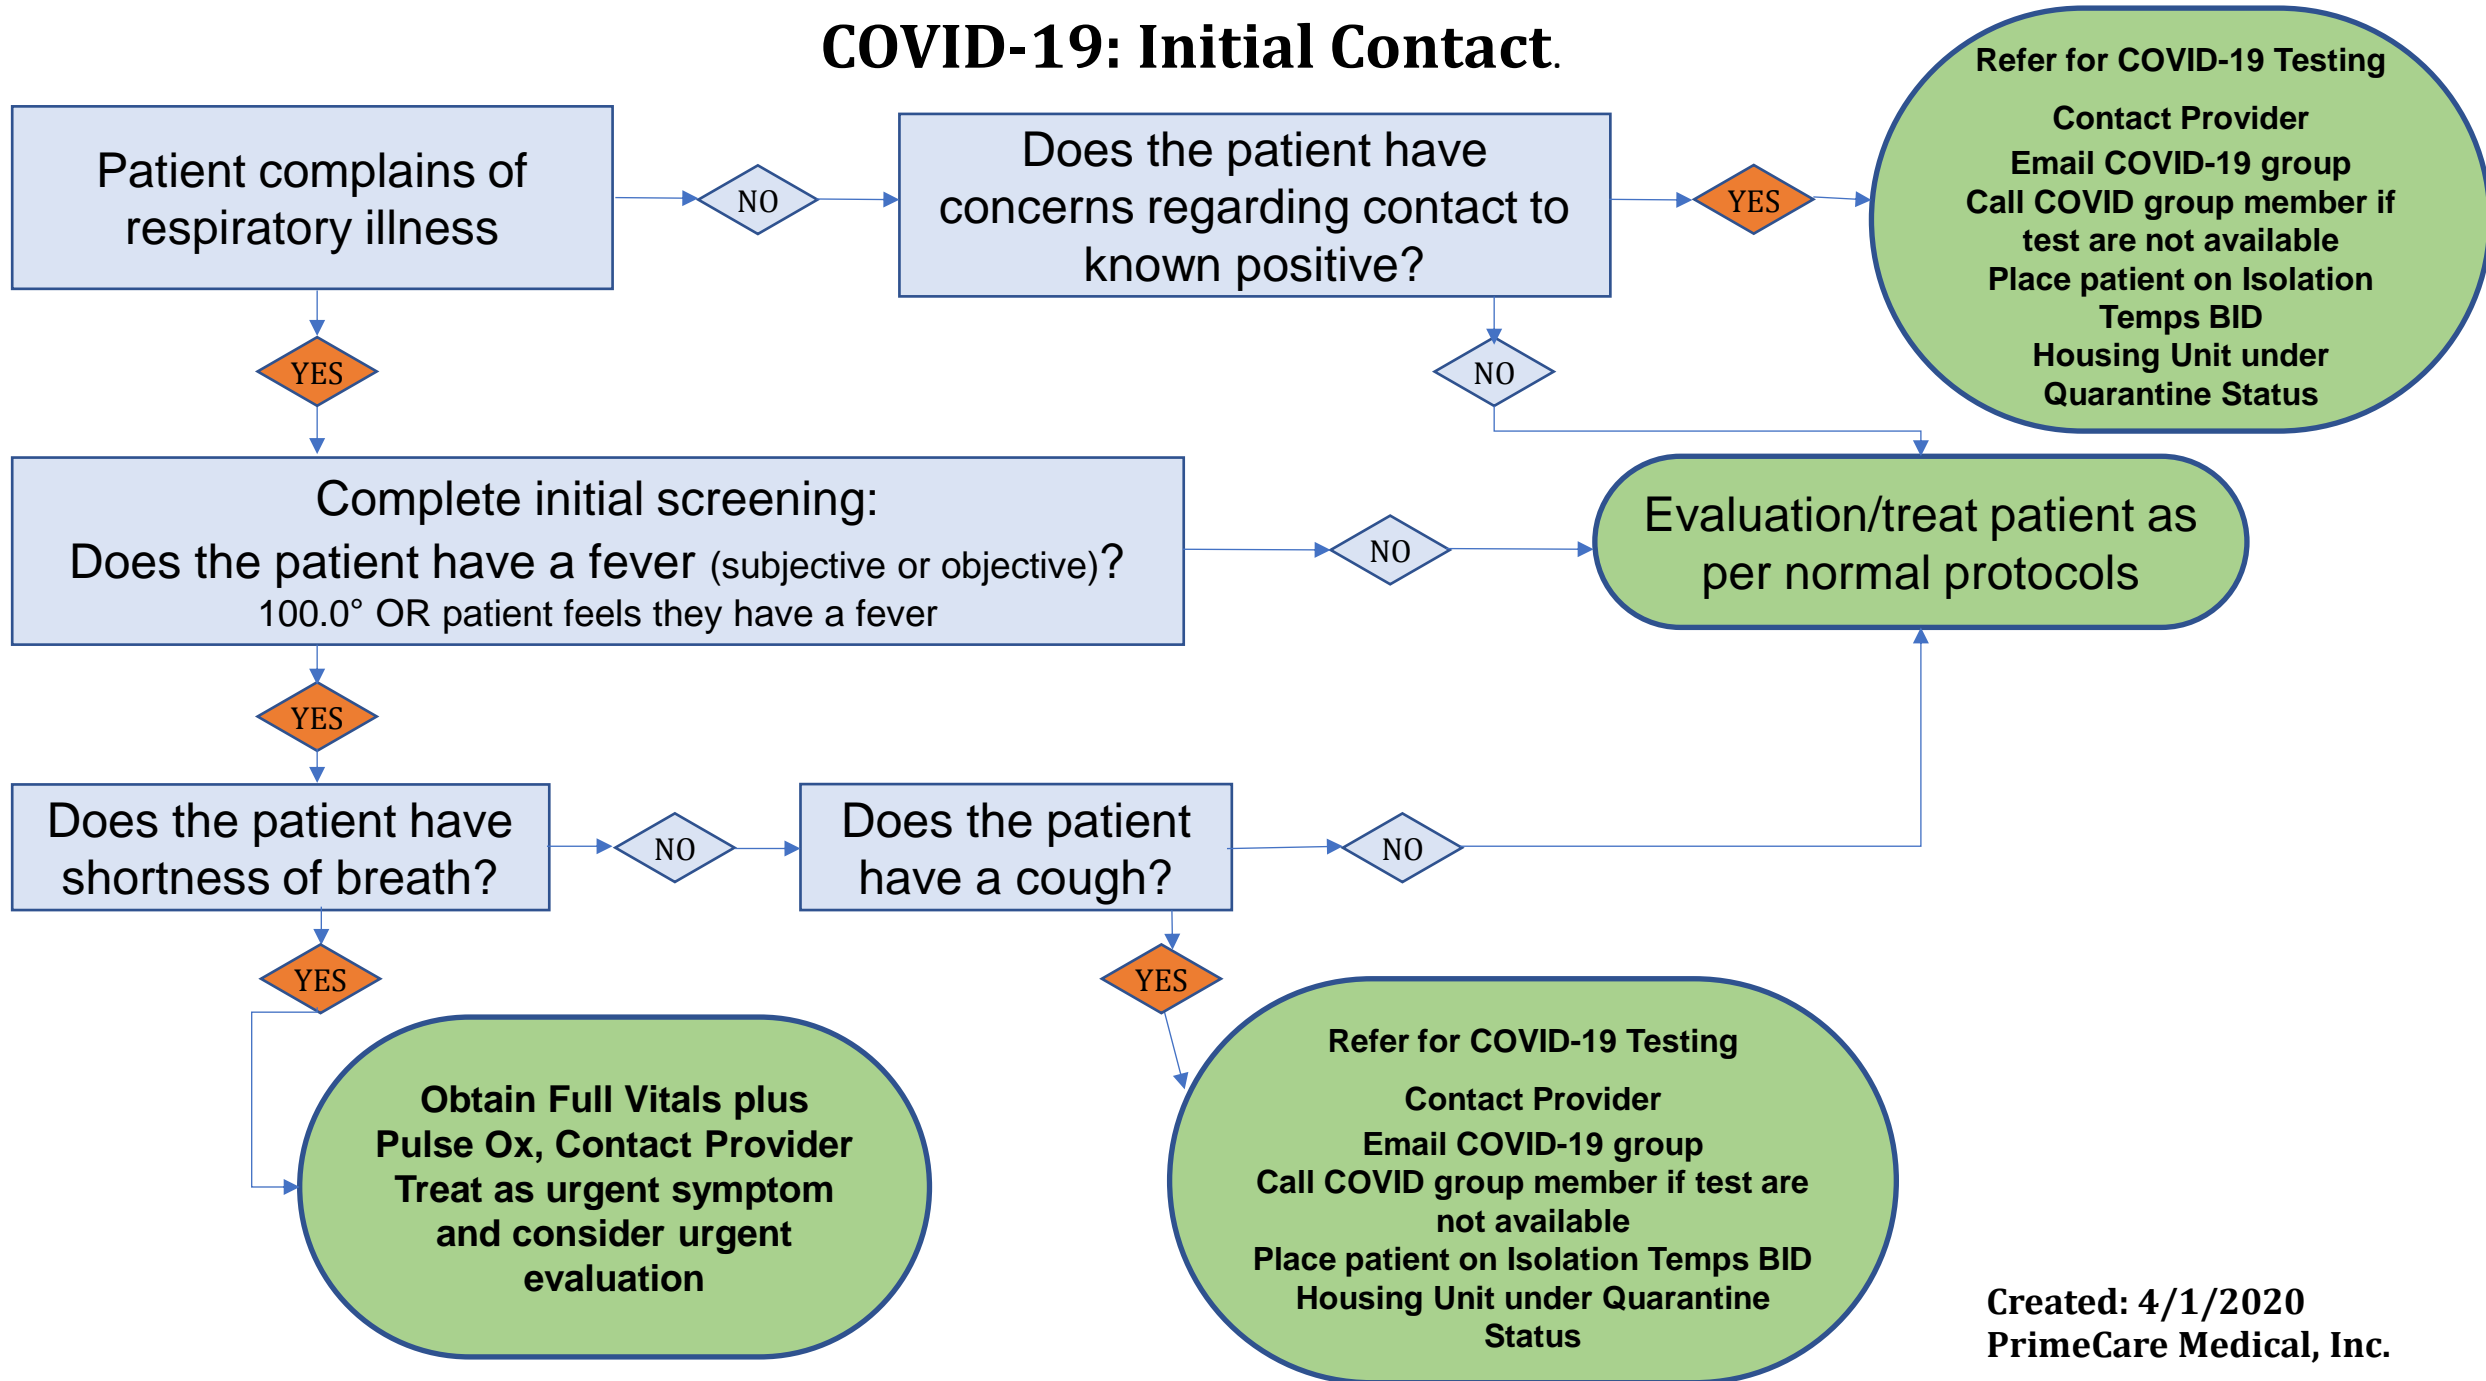 COVID-19: Initial Contact.
Patient complains of
respiratory illness
NO
Does the patient have
concerns regarding contact to
known positive?
YES
Refer for COVID-19 Testing
Contact Provider
Email COVID-19 group
Call COVID group member if
test are not available
Place patient on Isolation
Temps BID
Housing Unit under
Quarantine Status
YES
NO
Complete initial screening:
Does the patient have a fever (subjective or objective)?
100.0° OR patient feels they have a fever
NO
Evaluation/treat patient as
per normal protocols
YES
Does the patient have
shortness of breath?
NO
Does the patient
have a cough?
NO
YES
YES
Obtain Full Vitals plus
Pulse Ox, Contact Provider
Treat as urgent symptom
and consider urgent
evaluation
Refer for COVID-19 Testing
Contact Provider
Email COVID-19 group
Call COVID group member if test are
not available
Place patient on Isolation Temps BID
Housing Unit under Quarantine
Status
Created: 4/1/2020
PrimeCare Medical, Inc.